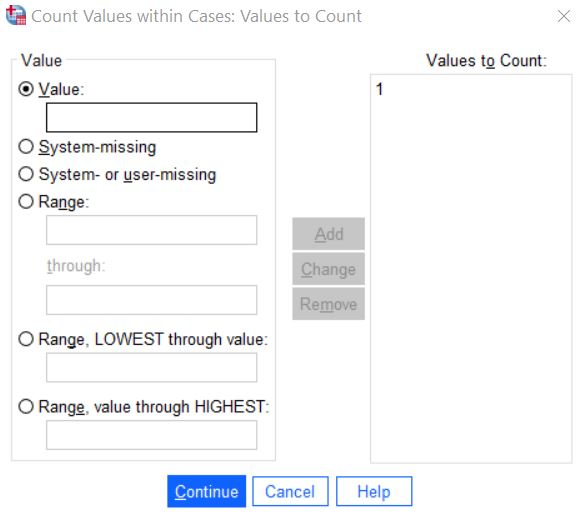 Count Values within Cases: Values to Count
Value
Value:
System-missing
System- or user-missing
Range:
through:
Range, LOWEST through value:
Range, value through HIGHEST:
Add
Change
Remove
Values to Count:
1
Continue
Cancel
Help